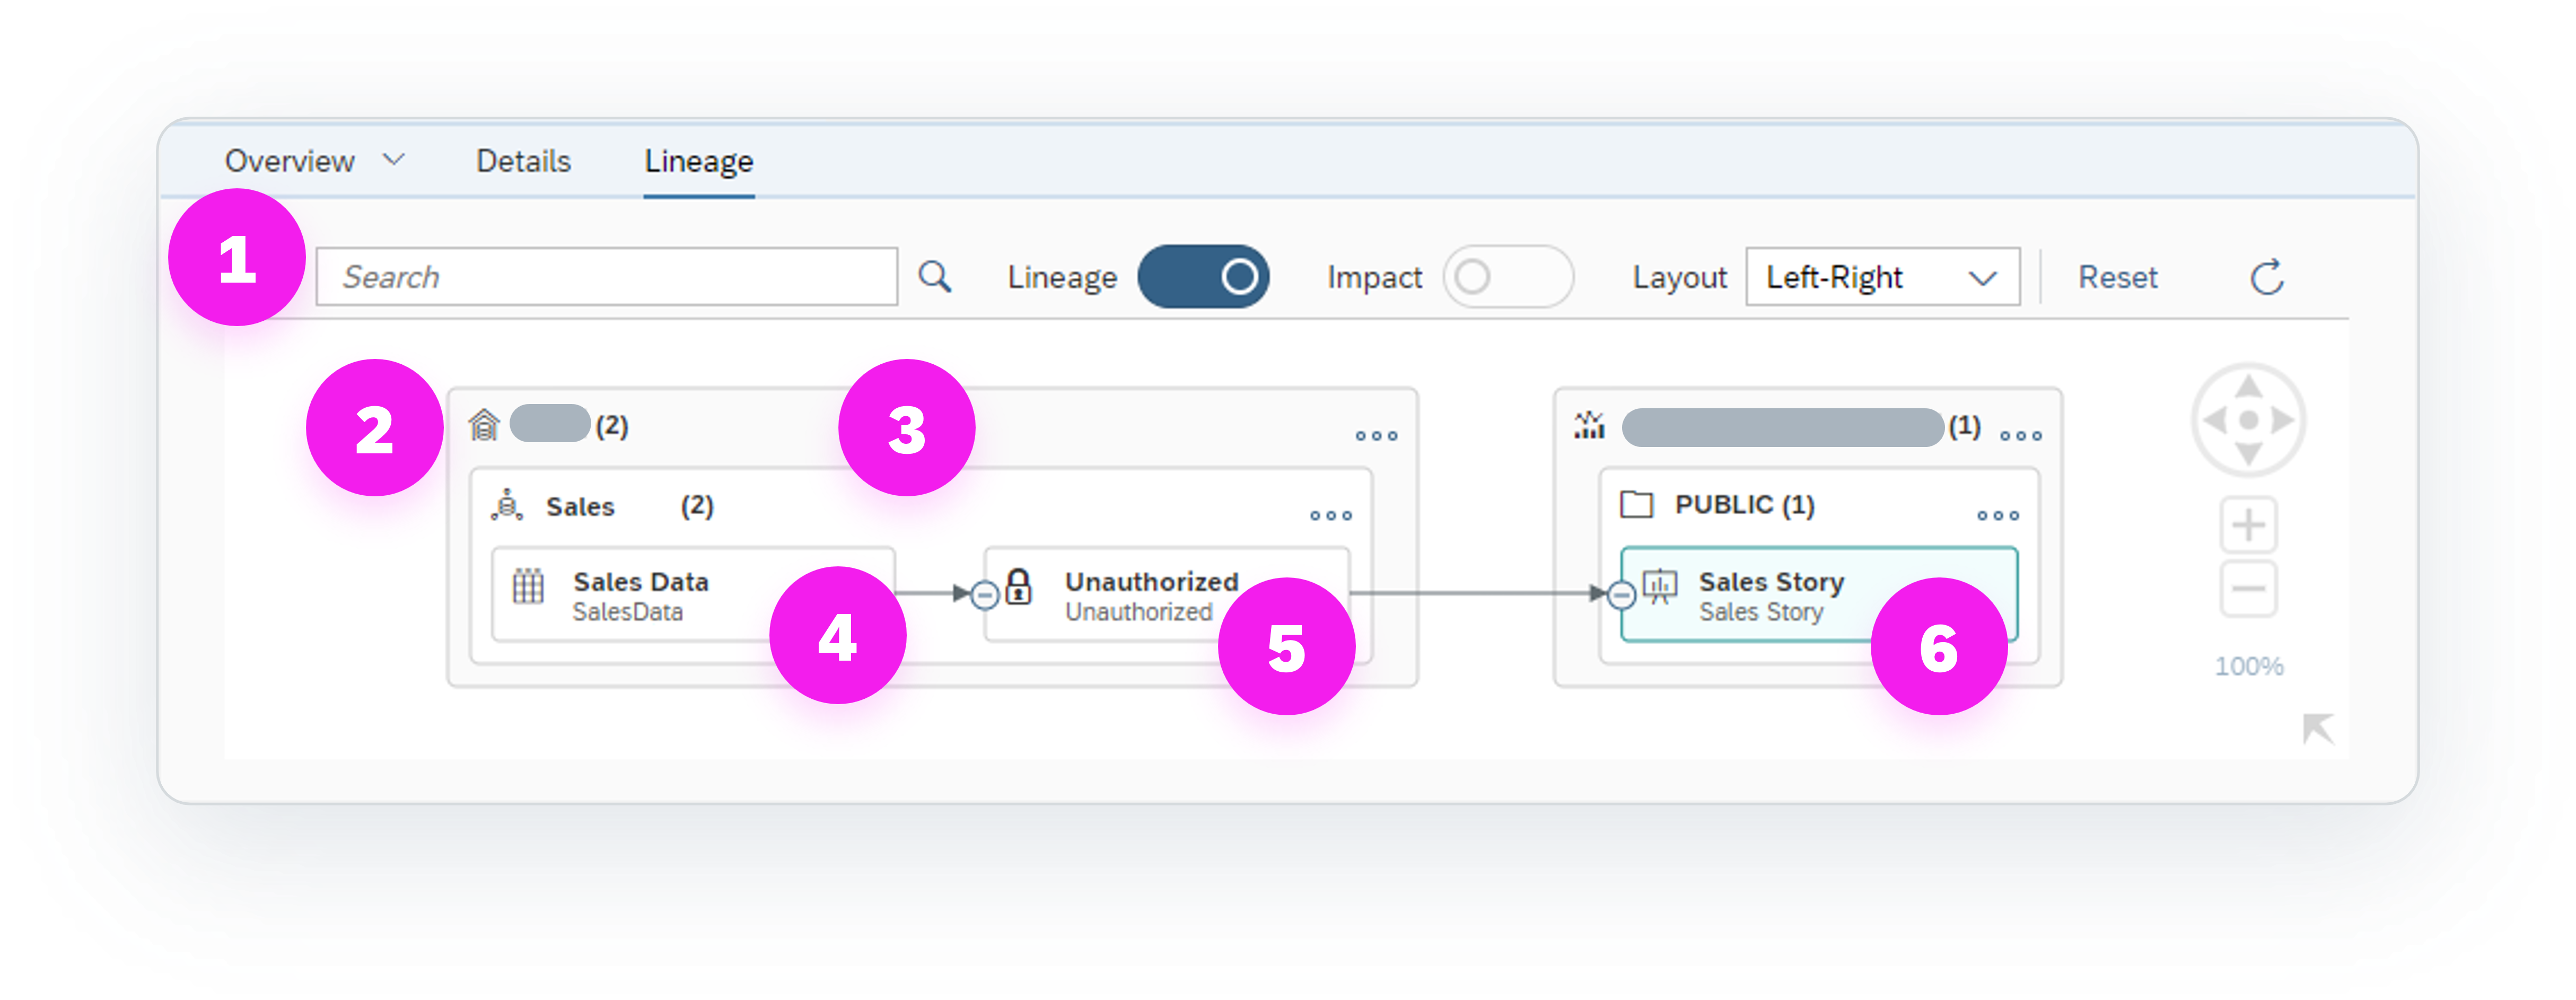 Overview Details Lineage
1 Search Lineage Impact Layout Left-Right Reset
2 (2) 3 (1)
Sales (2) PUBLIC (1)
Sales Data Unauthorized Sales Story
SalesData Unauthorized Sales Story
4 5 6
100%